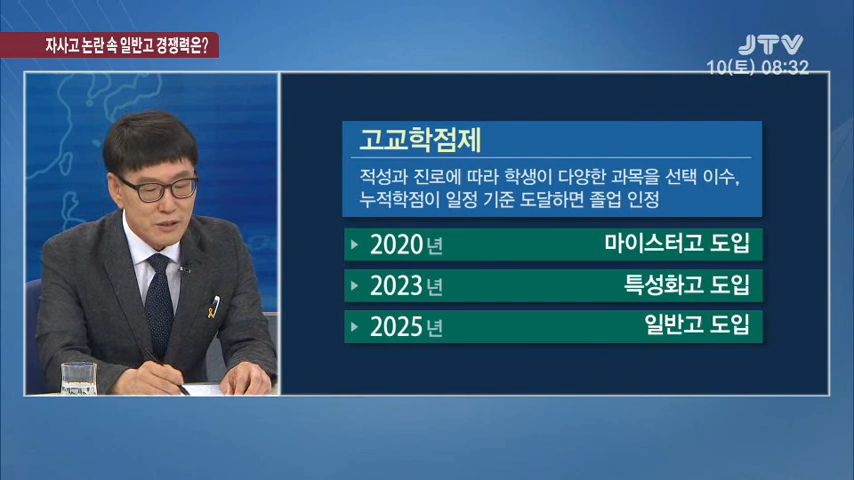 자사고 논란 속 일반고 경쟁력은?
JTV
10(토) 08:32
고교학점제
적성과 진로에 따라 학생이 다양한 과목을 선택 이수,
누적학점이 일정 기준 도달하면 졸업 인정
2020년 마이스터고 도입
2023년 특성화고 도입
2025년 일반고 도입